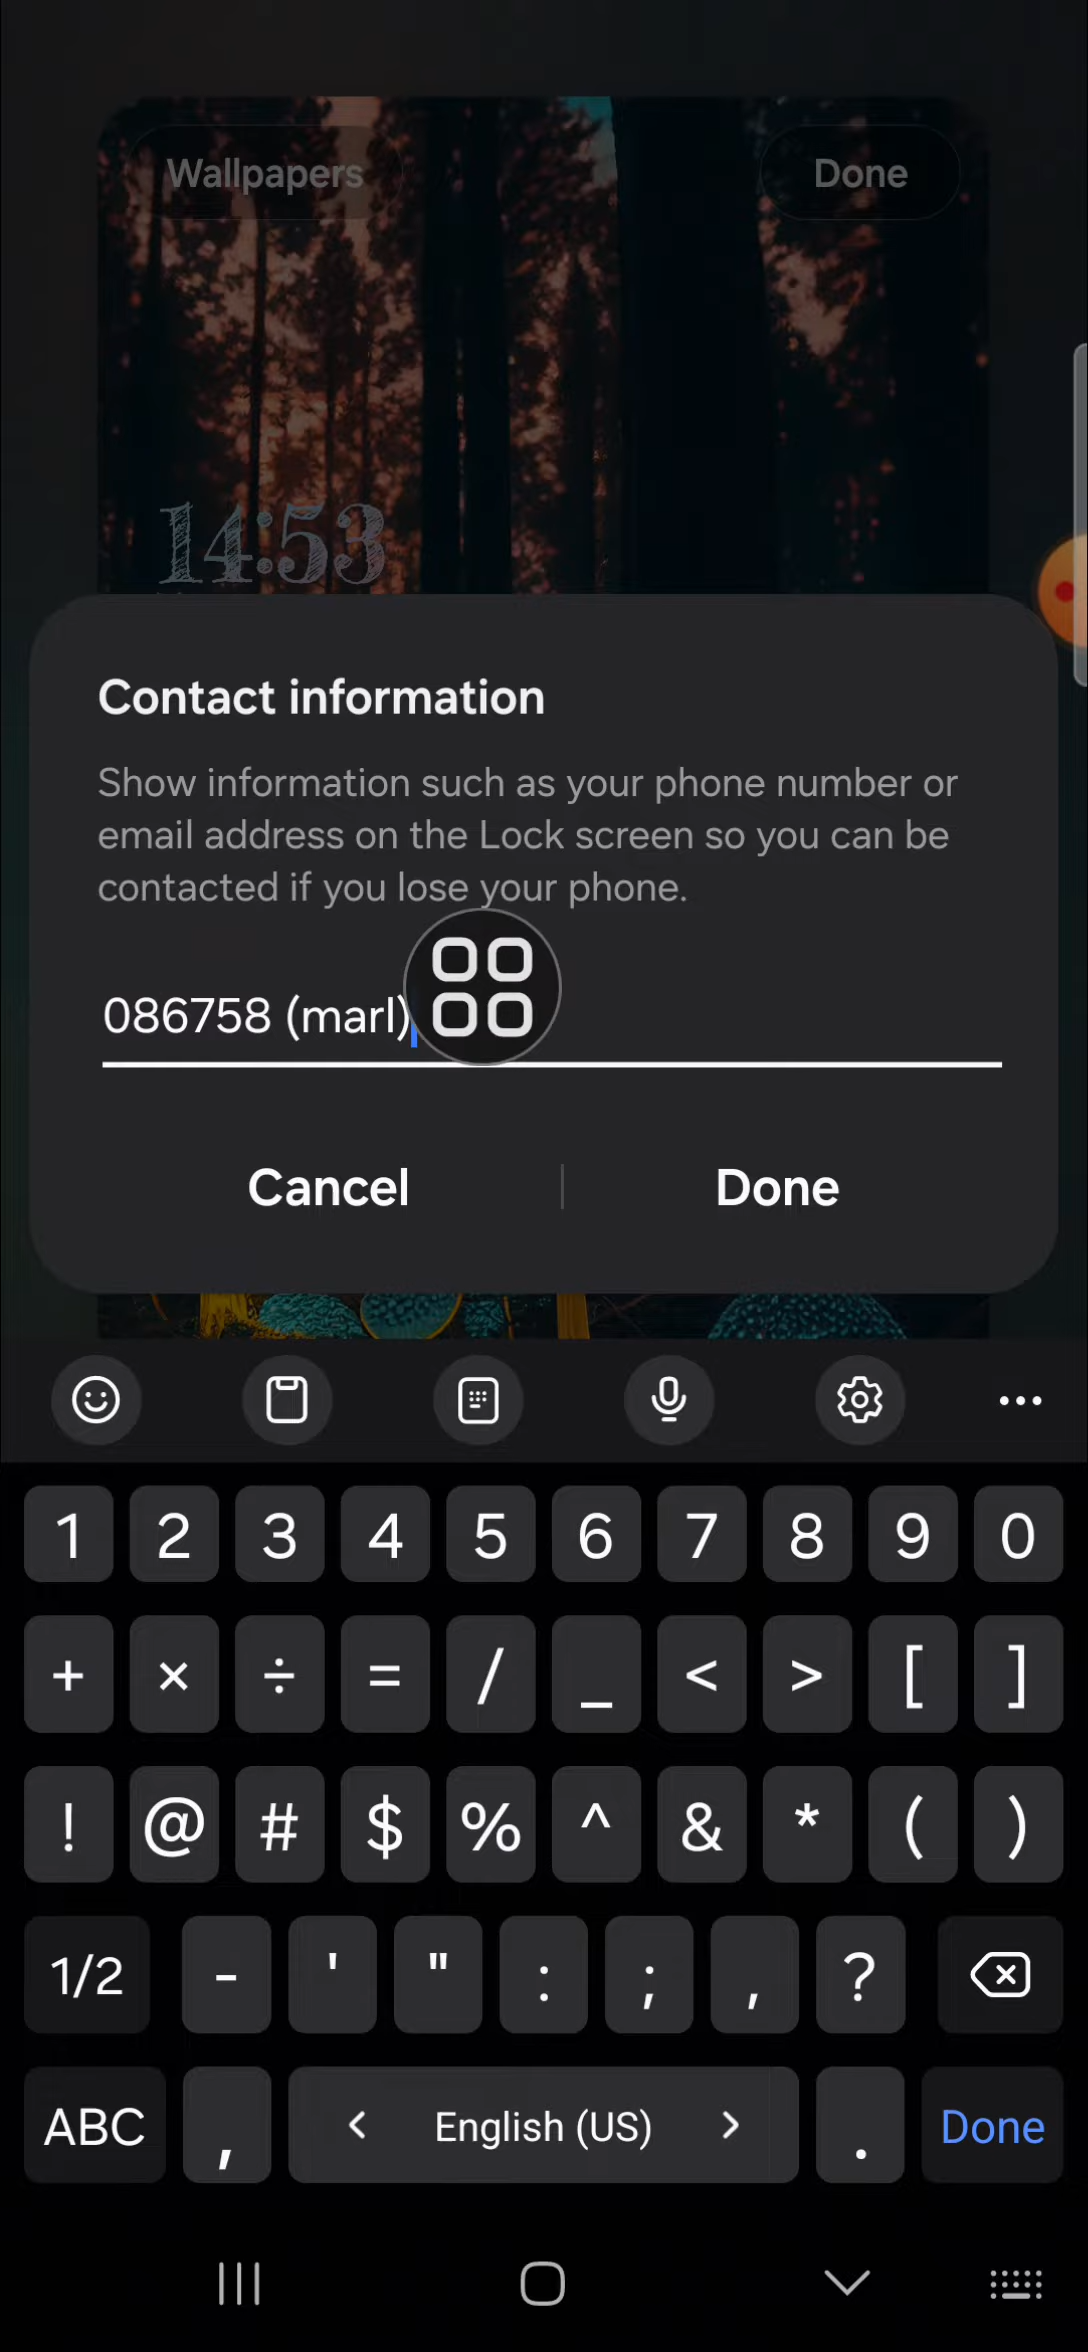 Wallpapers
Done
14:53
Contact information
Show information such as your phone number or
email address on the Lock screen so you can be
contacted if you lose your phone.
086758 (marl)
Cancel
Done
1 2 3 4 5 6 7 8 9 0
+ × ÷ = / _ < > [ ]
! @ # $ % ^ & * ( )
1/2 - ' " : ; , ?
ABC , < English (US) > . Done